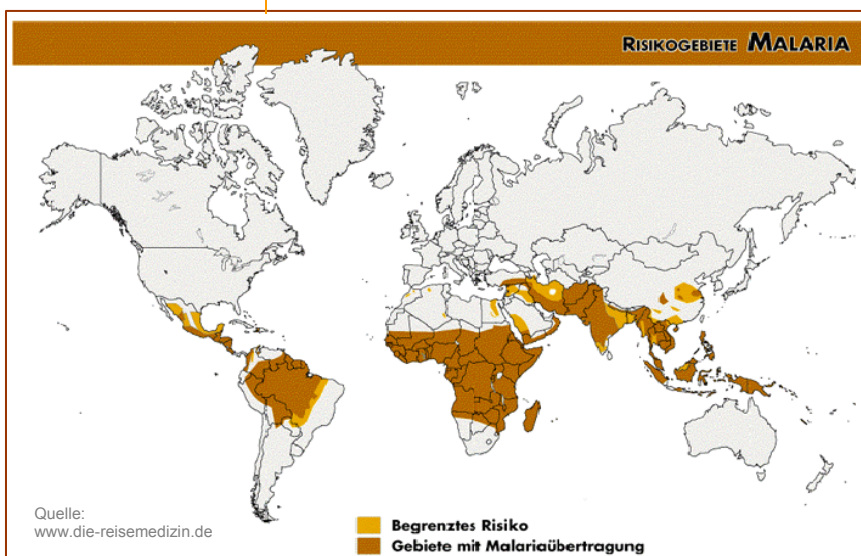 RISIKOGEBIETE MALARIA
Quelle:
www.die-reisemedizin.de
Begrenztes Risiko
Gebiete mit Malariaübertragung